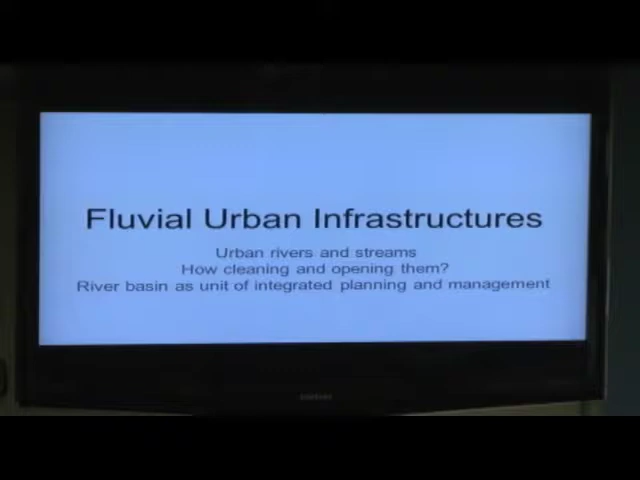 Fluvial Urban Infrastructures
Urban rivers and streams
How cleaning and opening them?
River basin as unit of integrated planning and management